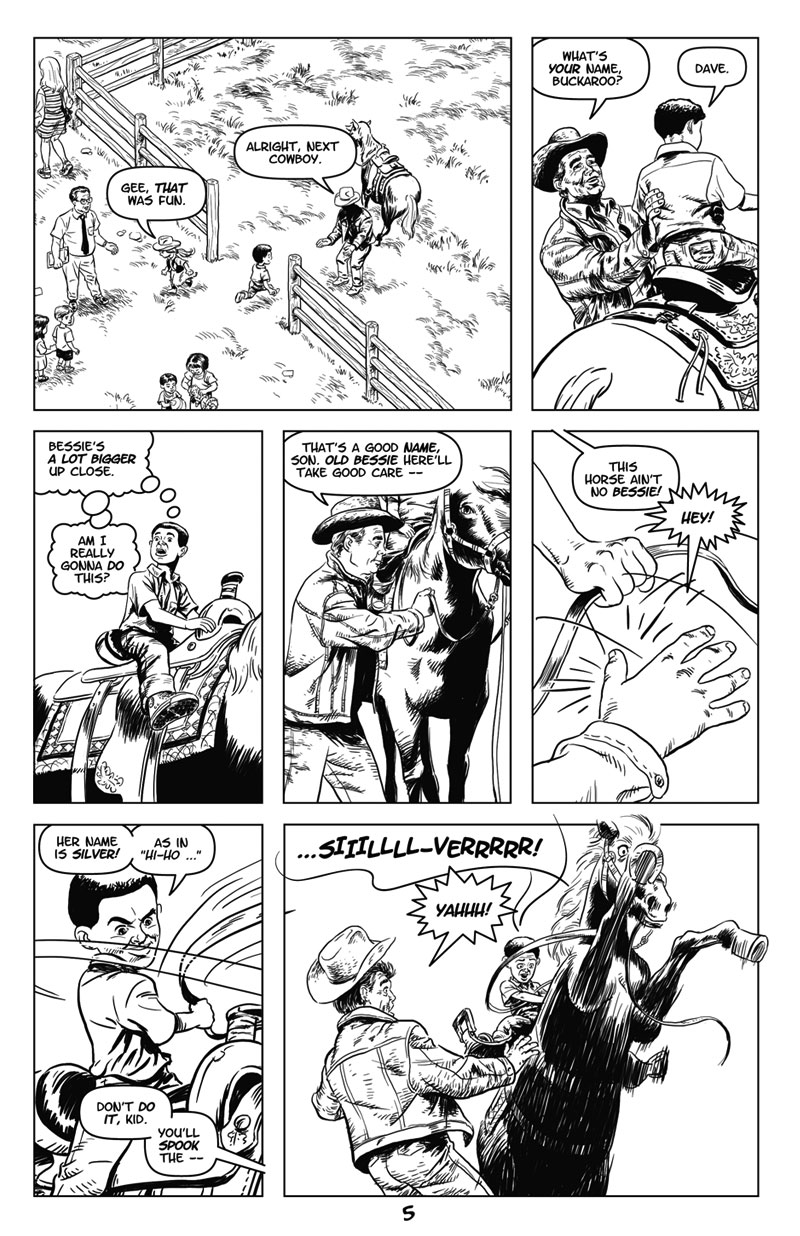 GEE, THAT
WAS FUN.
ALRIGHT, NEXT
COWBOY.
WHAT'S
YOUR NAME,
BUCKAROO?
DAVE.
BESSIE'S
A LOT BIGGER
UP CLOSE.
AM I
REALLY
GONNA DO
THIS?
THAT'S A GOOD NAME,
SON. OLD BESSIE HERE'LL
TAKE GOOD CARE --
THIS
HORSE AIN'T
NO BESSIE!
HEY!
HER NAME
IS SILVER!
AS IN
"HI-HO ..."
DON'T DO
IT, KID.
YOU'LL
SPOOK
THE --
...SIIILLLL-VERRRRR!
YAHHH!
5